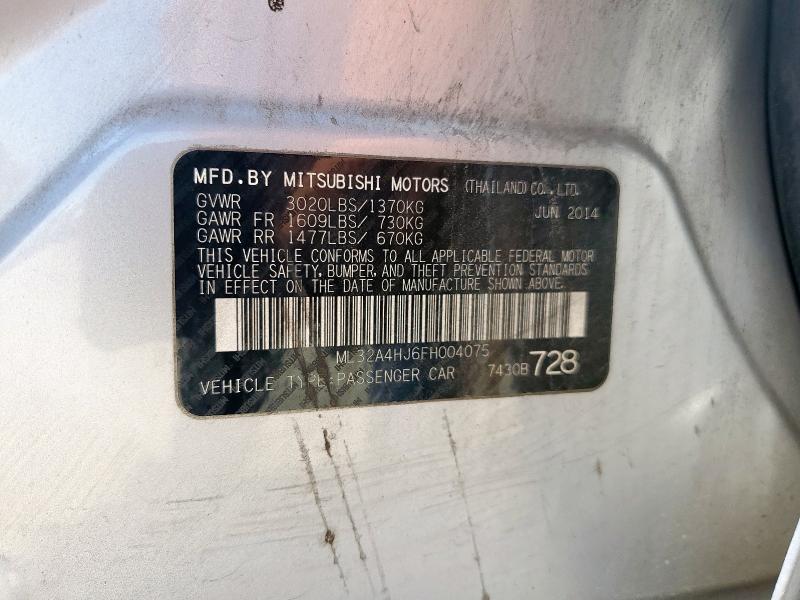 MFD.BY MITSUBISHI MOTORS (THAILAND) CO., LTD.
GVWR 3020LBS/1370KG JUN 2014
GAWR FR 1609LBS/ 730KG
GAWR RR 1477LBS/ 670KG
THIS VEHICLE CONFORMS TO ALL APPLICABLE FEDERAL MOTOR
VEHICLE SAFETY, BUMPER, AND THEFT PREVENTION STANDARDS
IN EFFECT ON THE DATE OF MANUFACTURE SHOWN ABOVE.
ML32A4HJ6FH004075
VEHICLE TYPE:PASSENGER CAR 7430B 728